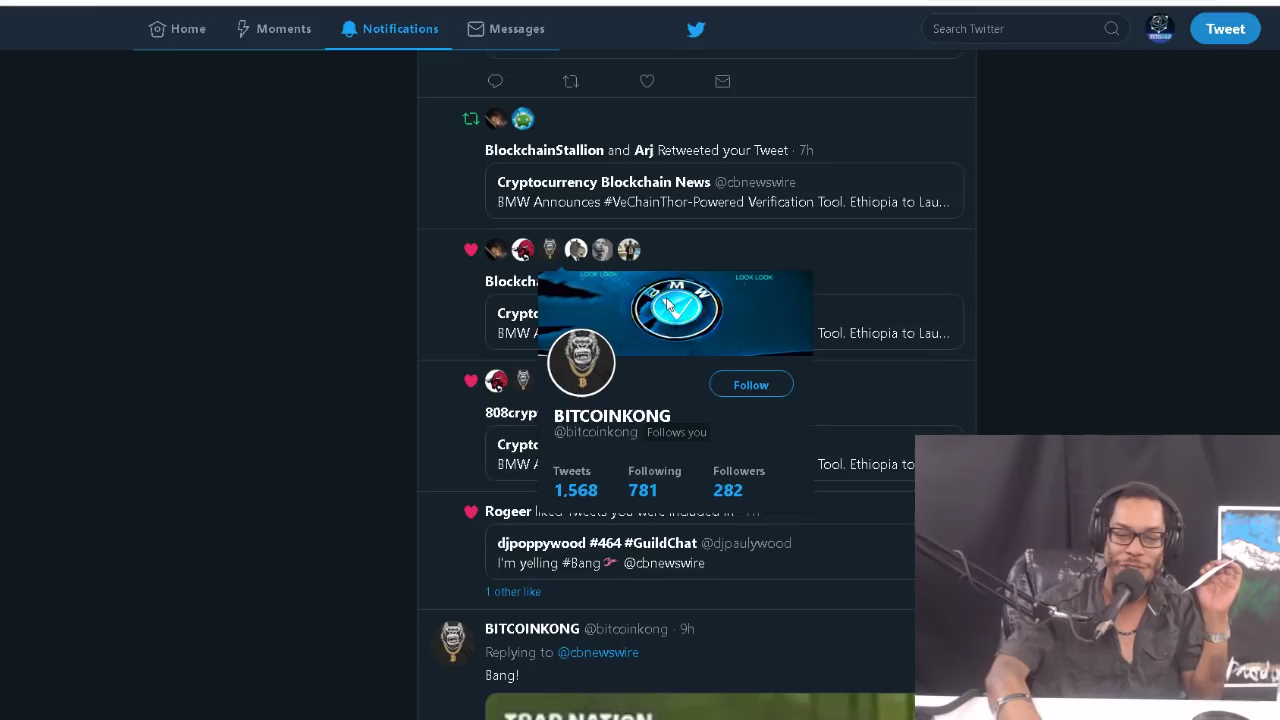 Home
Moments
Notifications
Messages
Search Twitter
Tweet
BlockchainStallion and Arj Retweeted your Tweet · 7h
Cryptocurrency Blockchain News @cbnewswire
BMW Announces #VeChainThor-Powered Verification Tool. Ethiopia to Lau...
Blockch
Crypto
BMW A
Tool. Ethiopia to Lau...
LOOK LOOK
LOOK LOOK
BMW
Follow
BITCOINKONG
@bitcoinkong Follows you
Tweets Following Followers
1,568 781 282
808cryp
Crypto
BMW A
Tool. Ethiopia to
Rogeer liked Tweets you were included in · 7h
djpoppywood #464 #GuildChat @djpaulywood
I'm yelling #Bang @cbnewswire
1 other like
BITCOINKONG @bitcoinkong · 9h
Replying to @cbnewswire
Bang!
TRAP NATION